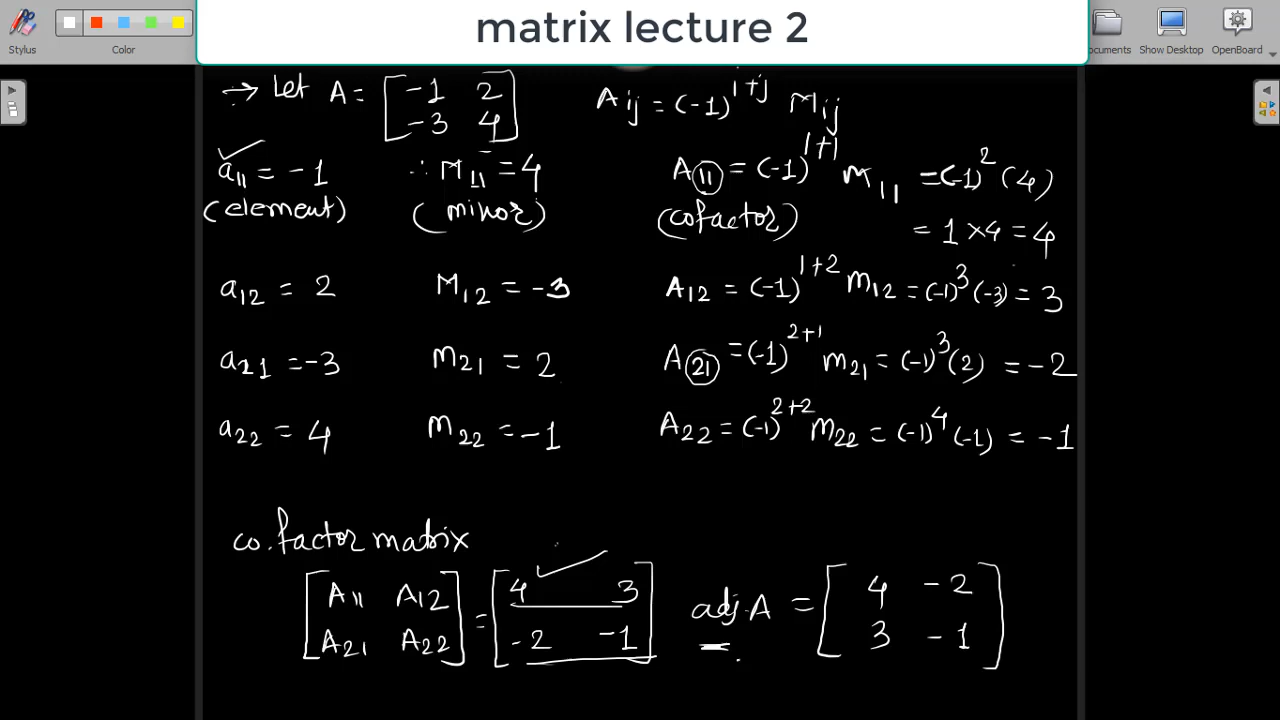 matrix lecture 2
Stylus
Color
Documents
Show Desktop
OpenBoard
→ Let A = [ -1 2
-3 4 ]
Aij = (-1)^i+j Mij
a11 = -1 ∴ M11 = 4 A11 = (-1)^1+1 m11 = (-1)^2 (4)
(element) (minor) (cofactor) = 1 × 4 = 4
a12 = 2 M12 = -3 A12 = (-1)^1+2 m12 = (-1)^3 (-3) = 3
a21 = -3 m21 = 2 A21 = (-1)^2+1 m21 = (-1)^3 (2) = -2
a22 = 4 m22 = -1 A22 = (-1)^2+2 m22 = (-1)^4 (-1) = -1
co.factor matrix
[ A11 A12 ] = [ 4 3 ] adj.A = [ 4 -2 ]
[ A21 A22 ] [ -2 -1 ] [ 3 -1 ]